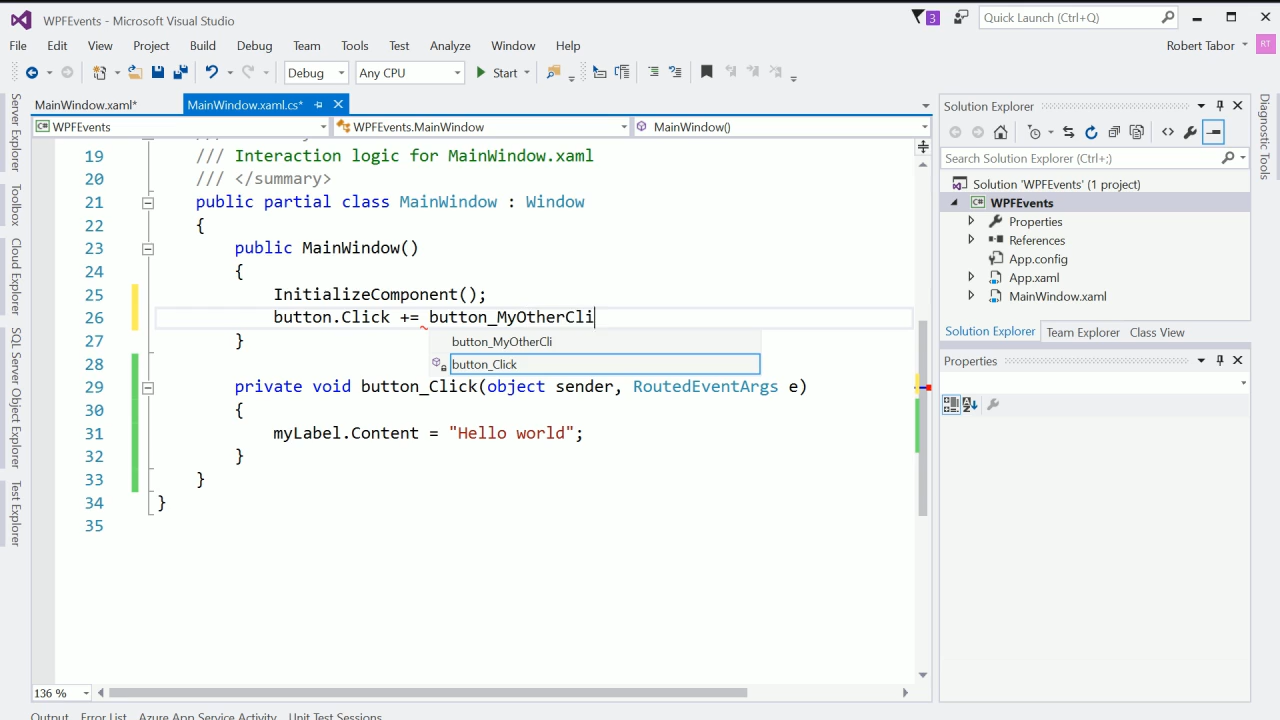 WPFEvents - Microsoft Visual Studio
3
Quick Launch (Ctrl+Q)
File Edit View Project Build Debug Team Tools Test Analyze Window Help
Robert Tabor
RT
Debug
Any CPU
Start
MainWindow.xaml*
MainWindow.xaml.cs*
WPFEvents
WPFEvents.MainWindow
MainWindow()
Server Explorer
Toolbox
Cloud Explorer
SQL Server Object Explorer
Test Explorer
19 /// Interaction logic for MainWindow.xaml
20 /// </summary>
21 public partial class MainWindow : Window
22 {
23 public MainWindow()
24 {
25 InitializeComponent();
26 button.Click += button_MyOtherCli
27 }
button_MyOtherCli
button_Click
28
29 private void button_Click(object sender, RoutedEventArgs e)
30 {
31 myLabel.Content = "Hello world";
32 }
33 }
34 }
35
136 %
Output Error List Azure App Service Activity Unit Test Sessions
Solution Explorer
Search Solution Explorer (Ctrl+;)
Solution 'WPFEvents' (1 project)
C# WPFEvents
Properties
References
App.config
App.xaml
MainWindow.xaml
Solution Explorer Team Explorer Class View
Properties
Diagnostic Tools